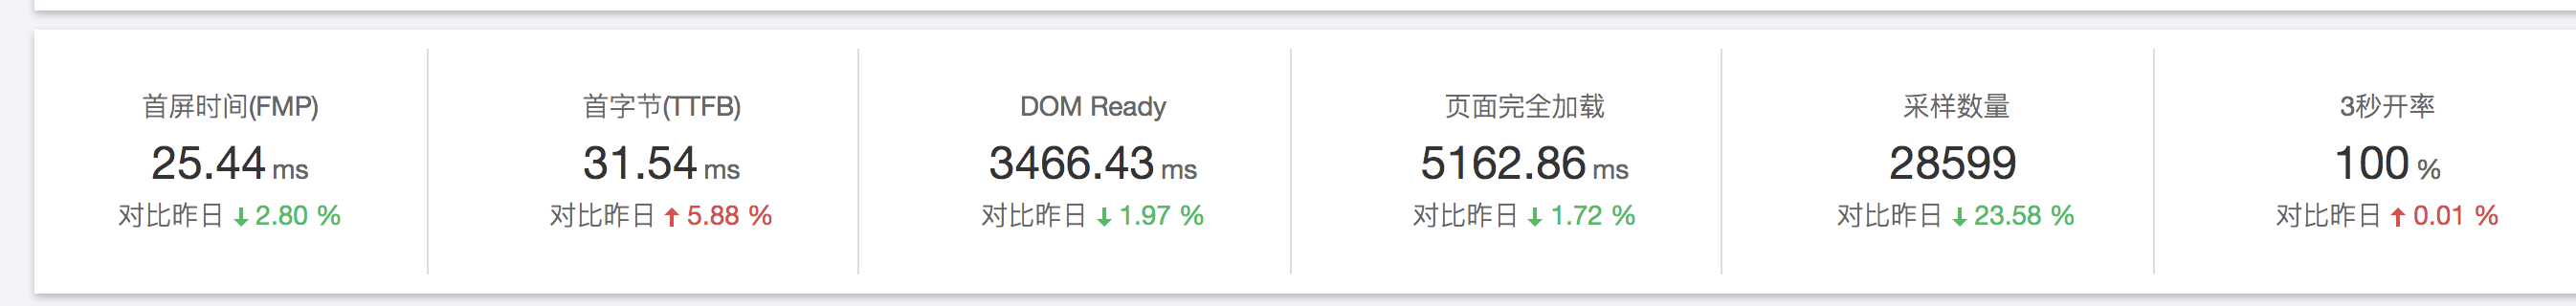 首屏时间(FMP)
25.44 ms
对比昨日 ↓ 2.80 %
首字节(TTFB)
31.54 ms
对比昨日 ↑ 5.88 %
DOM Ready
3466.43 ms
对比昨日 ↓ 1.97 %
页面完全加载
5162.86 ms
对比昨日 ↓ 1.72 %
采样数量
28599
对比昨日 ↓ 23.58 %
3秒开率
100 %
对比昨日 ↑ 0.01 %